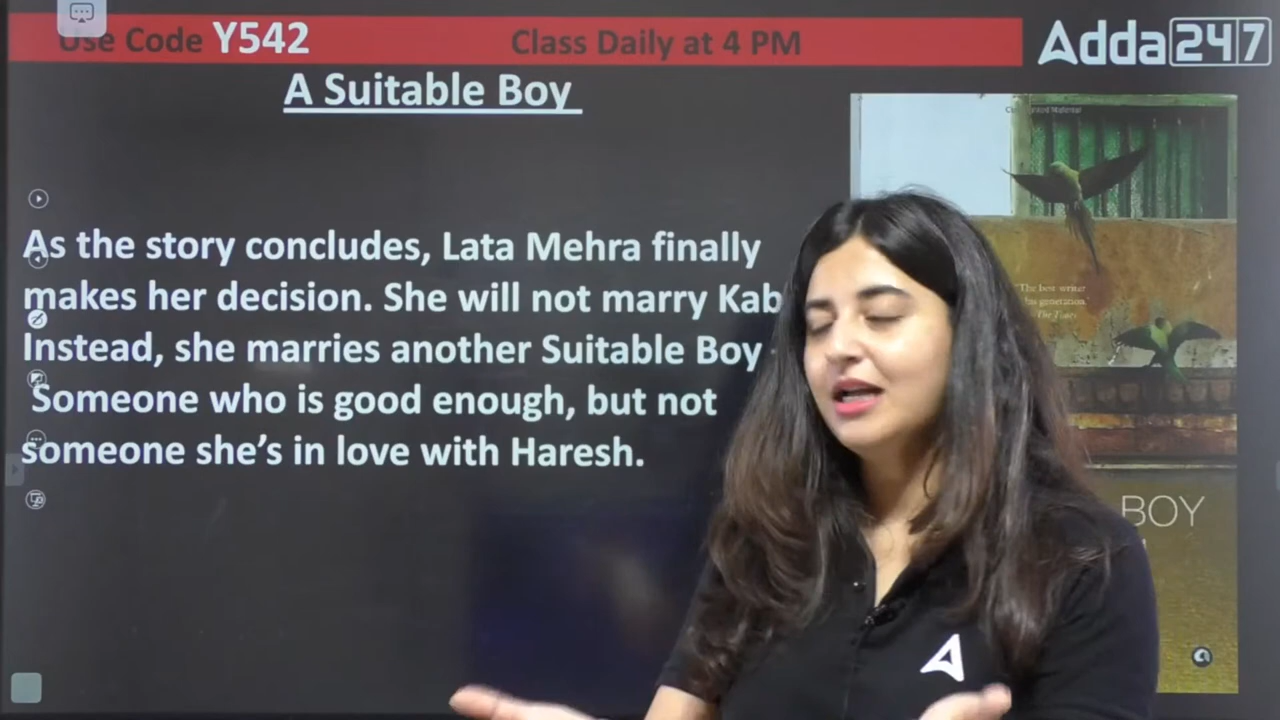 Use Code Y542
Class Daily at 4 PM
Adda247
A Suitable Boy
As the story concludes, Lata Mehra finally
makes her decision. She will not marry Kab
Instead, she marries another Suitable Boy
Someone who is good enough, but not
someone she's in love with Haresh.
"The best writer
his generation."
The Times
BOY